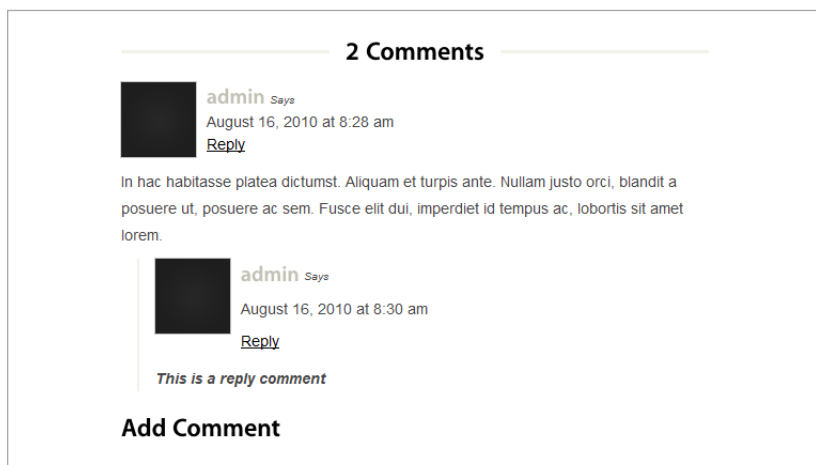 2 Comments
admin Says
August 16, 2010 at 8:28 am
Reply
In hac habitasse platea dictumst. Aliquam et turpis ante. Nullam justo orci, blandit a
posuere ut, posuere ac sem. Fusce elit dui, imperdiet id tempus ac, lobortis sit amet
lorem.
admin Says
August 16, 2010 at 8:30 am
Reply
This is a reply comment
Add Comment